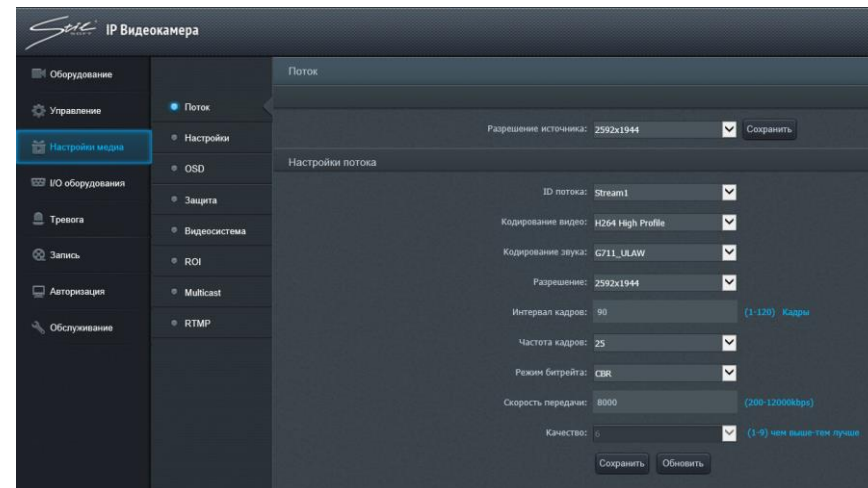 Stilsoft IP Видеокамера
Оборудование
Управление
Настройки медиа
I/O оборудования
Тревога
Запись
Авторизация
Обслуживание
Поток
Настройки
OSD
Защита
Видеосистема
ROI
Multicast
RTMP
Поток
Разрешение источника: 2592x1944 Сохранить
Настройки потока
ID потока: Stream1
Кодирование видео: H264 High Profile
Кодирование звука: G711_ULAW
Разрешение: 2592x1944
Интервал кадров: 90 (1-120) Кадры
Частота кадров: 25
Режим битрейта: CBR
Скорость передачи: 8000 (200-12000kbps)
Качество: 6 (1-9) чем выше-тем лучше
Сохранить Обновить